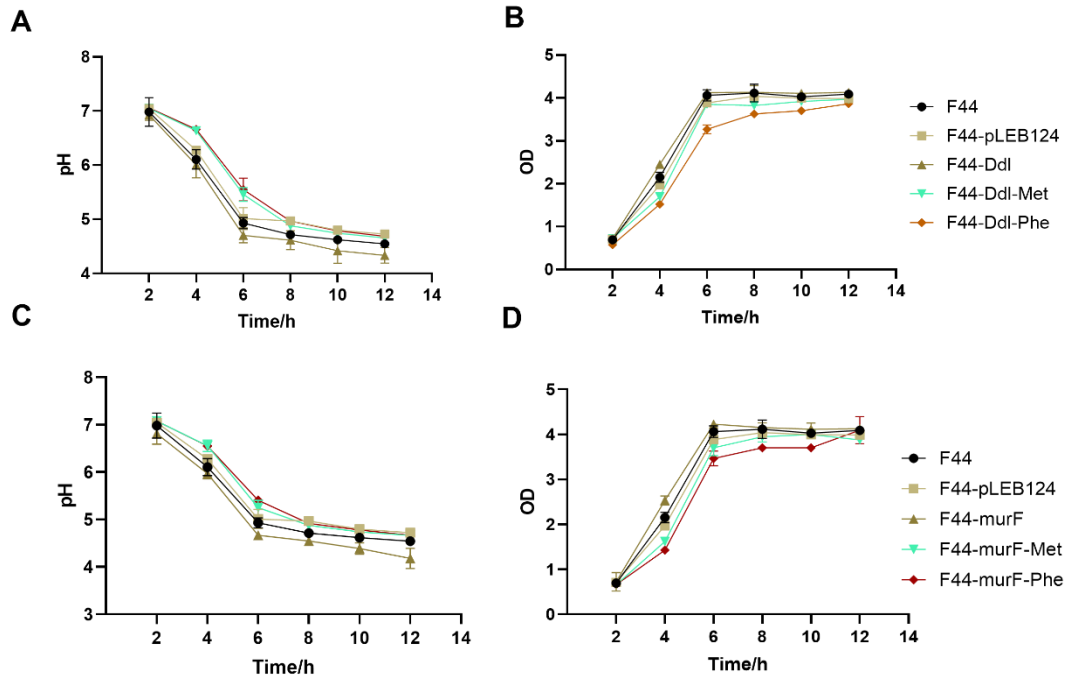 A
8
7
6
5
4
pH
2 4 6 8 10 12 14
Time/h
B
5
4
3
2
1
0
OD
2 4 6 8 10 12 14
Time/h
F44
F44-pLEB124
F44-Ddl
F44-Ddl-Met
F44-Ddl-Phe
C
8
7
6
5
4
3
pH
2 4 6 8 10 12 14
Time/h
D
5
4
3
2
1
0
OD
2 4 6 8 10 12 14
Time/h
F44
F44-pLEB124
F44-murF
F44-murF-Met
F44-murF-Phe